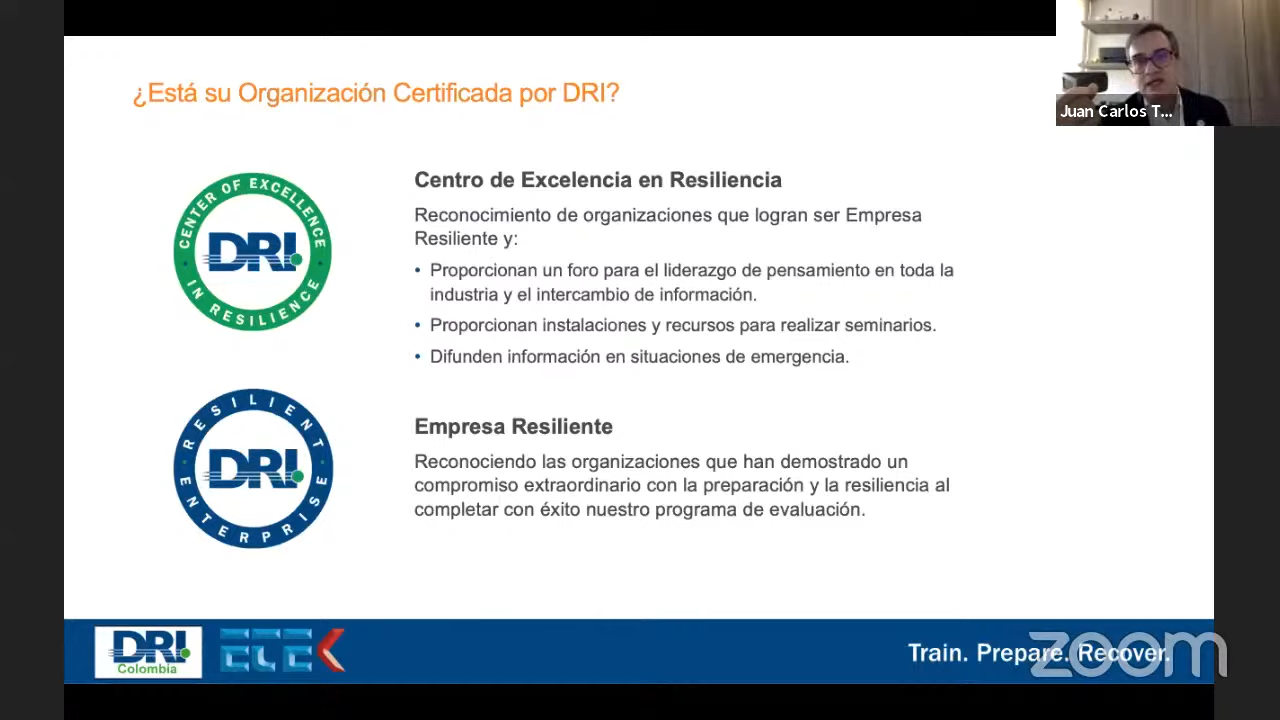 ¿Está su Organización Certificada por DRI?
Juan Carlos T...
CENTER OF EXCELLENCE
DRI
IN RESILIENCE
Centro de Excelencia en Resiliencia
Reconocimiento de organizaciones que logran ser Empresa
Resiliente y:
• Proporcionan un foro para el liderazgo de pensamiento en toda la
industria y el intercambio de información.
• Proporcionan instalaciones y recursos para realizar seminarios.
• Difunden información en situaciones de emergencia.
RESILIENT
DRI
ENTERPRISE
Empresa Resiliente
Reconociendo las organizaciones que han demostrado un
compromiso extraordinario con la preparación y la resiliencia al
completar con éxito nuestro programa de evaluación.
DRI
Colombia
ETEK
Train. Prepare. Recover.
zoom